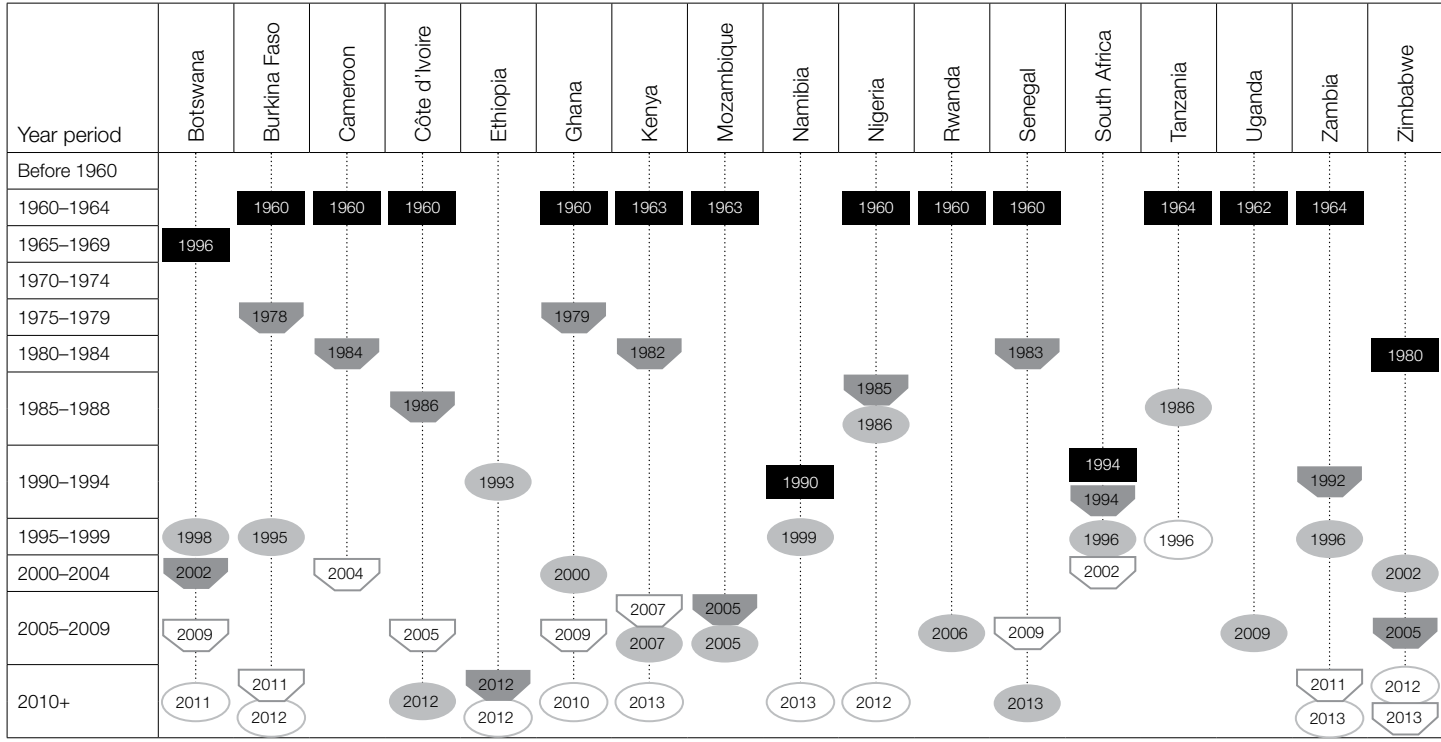 Year period Botswana Burkina Faso Cameroon Côte d'Ivoire Ethiopia Ghana Kenya Mozambique Namibia Nigeria Rwanda Senegal South Africa Tanzania Uganda Zambia Zimbabwe
Before 1960
1960–1964 1960 1960 1960 1960 1963 1963 1960 1960 1960 1964 1962 1964
1965–1969 1996
1970–1974
1975–1979 1978 1979
1980–1984 1984 1982 1983 1980
1985–1988 1986 1985 1986 1986
1990–1994 1993 1990 1994 1994 1992
1995–1999 1998 1995 1999 1996 1996 1996
2000–2004 2002 2004 2000 2002 2002
2005–2009 2009 2005 2009 2007 2007 2005 2005 2006 2009 2009 2005
2010+ 2011 2011 2012 2012 2012 2012 2010 2013 2013 2012 2013 2011 2013 2012 2013